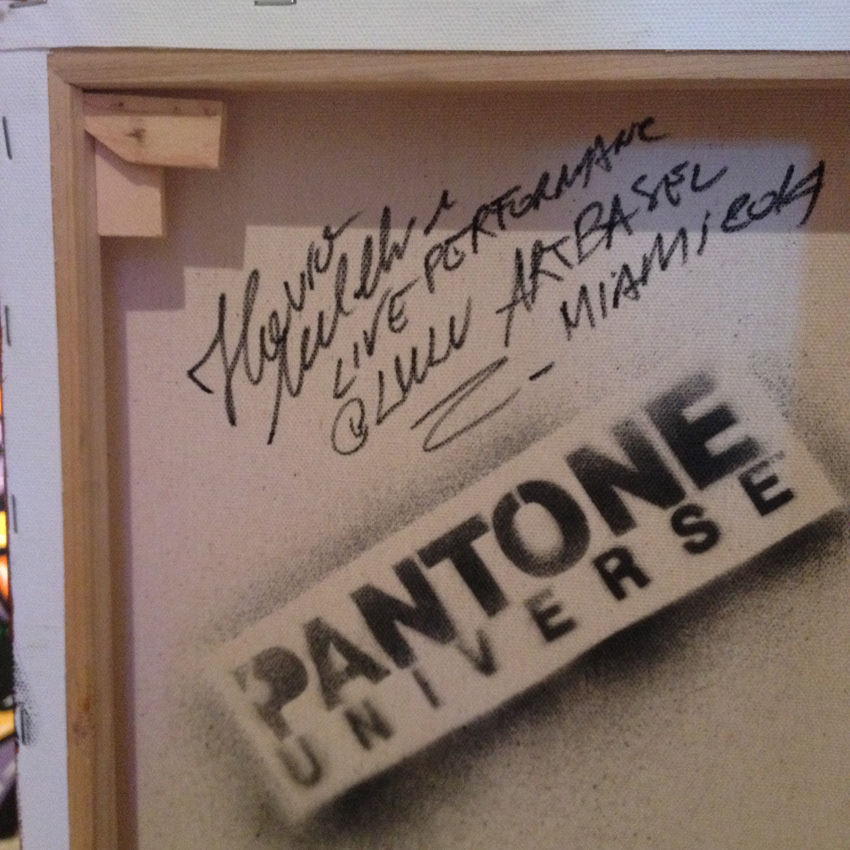 LIVE PERFORMANC
@ LULU ART BASEL
MIAMI 2014
PANTONE
UNIVERSE